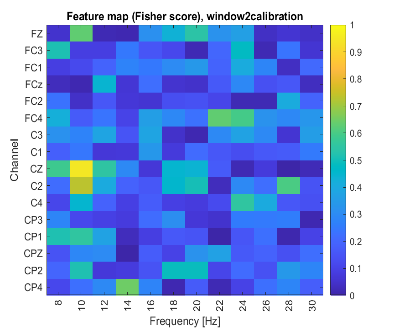 Feature map (Fisher score), window2calibration
Channel
FZ
FC3
FC1
FCz
FC2
FC4
C3
C1
CZ
C2
C4
CP3
CP1
CPZ
CP2
CP4
8 10 12 14 16 18 20 22 24 26 28 30
Frequency [Hz]
1
0.9
0.8
0.7
0.6
0.5
0.4
0.3
0.2
0.1
0